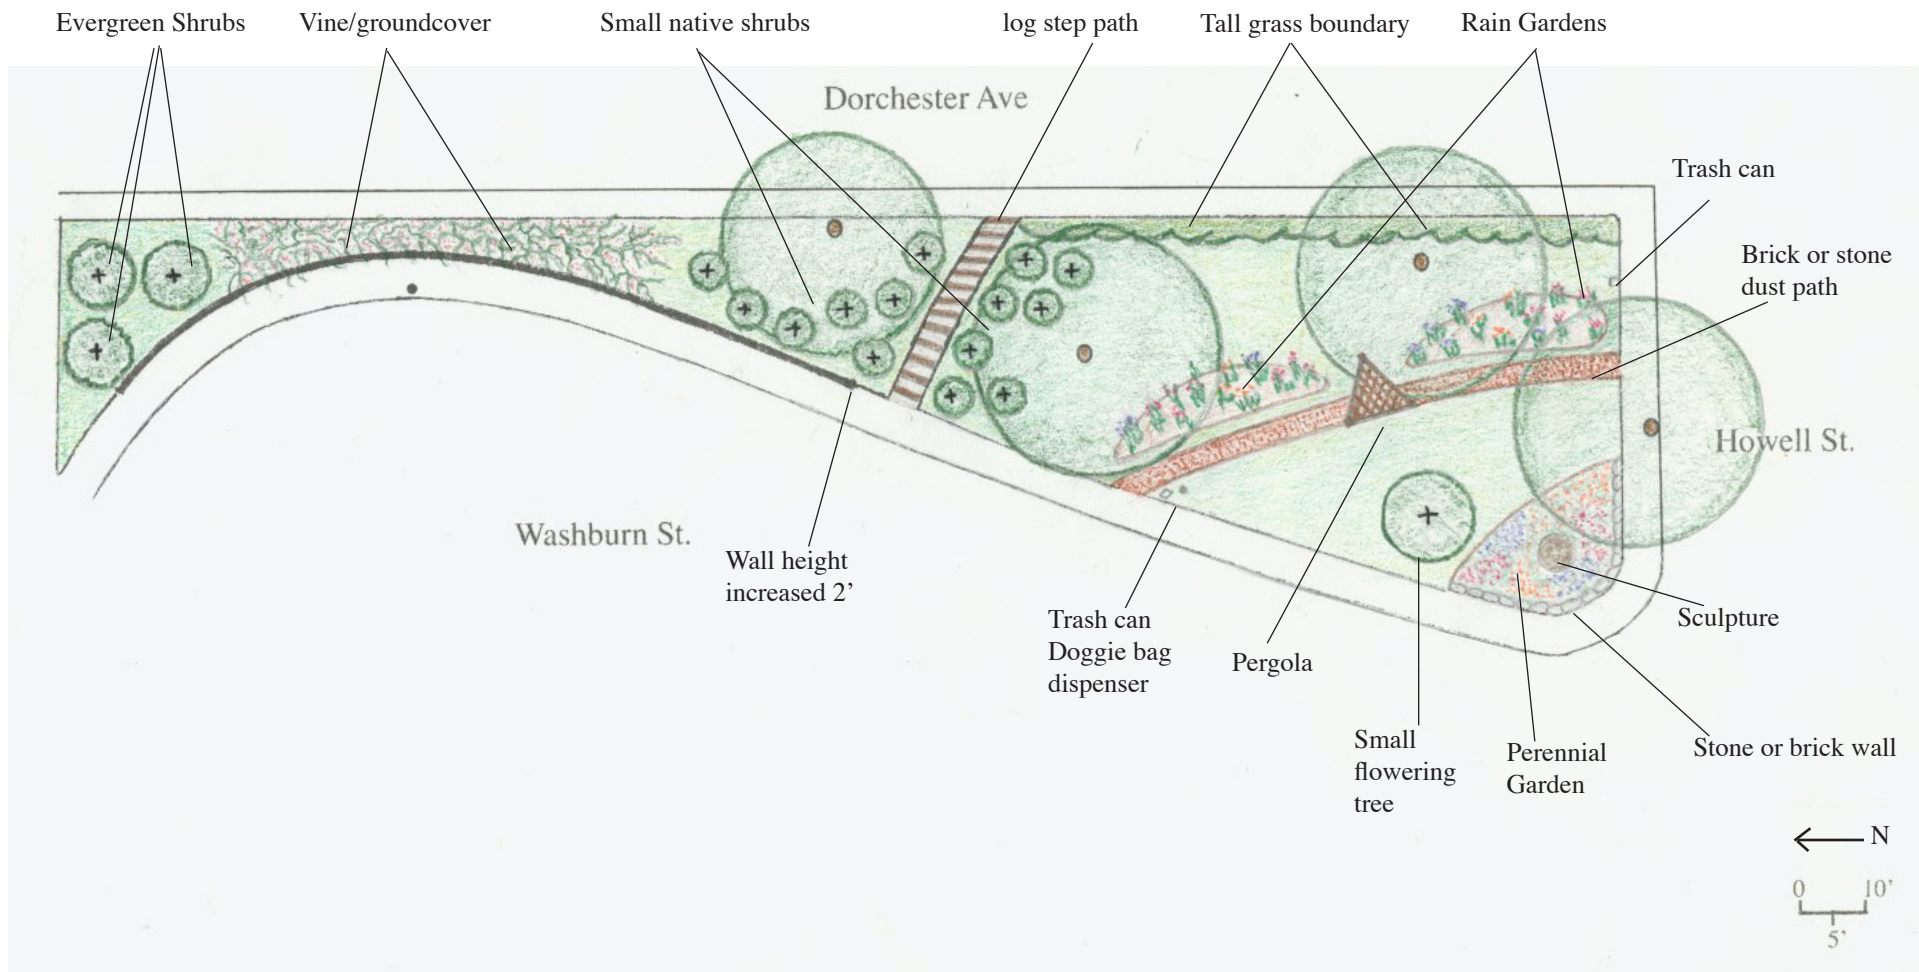 Evergreen Shrubs
Vine/groundcover
Small native shrubs
log step path
Tall grass boundary
Rain Gardens
Dorchester Ave
Trash can
Brick or stone
dust path
Howell St.
Washburn St.
Wall height
increased 2’
Trash can
Doggie bag
dispenser
Pergola
Sculpture
Small
flowering
tree
Perennial
Garden
Stone or brick wall
N
0 10’
5’